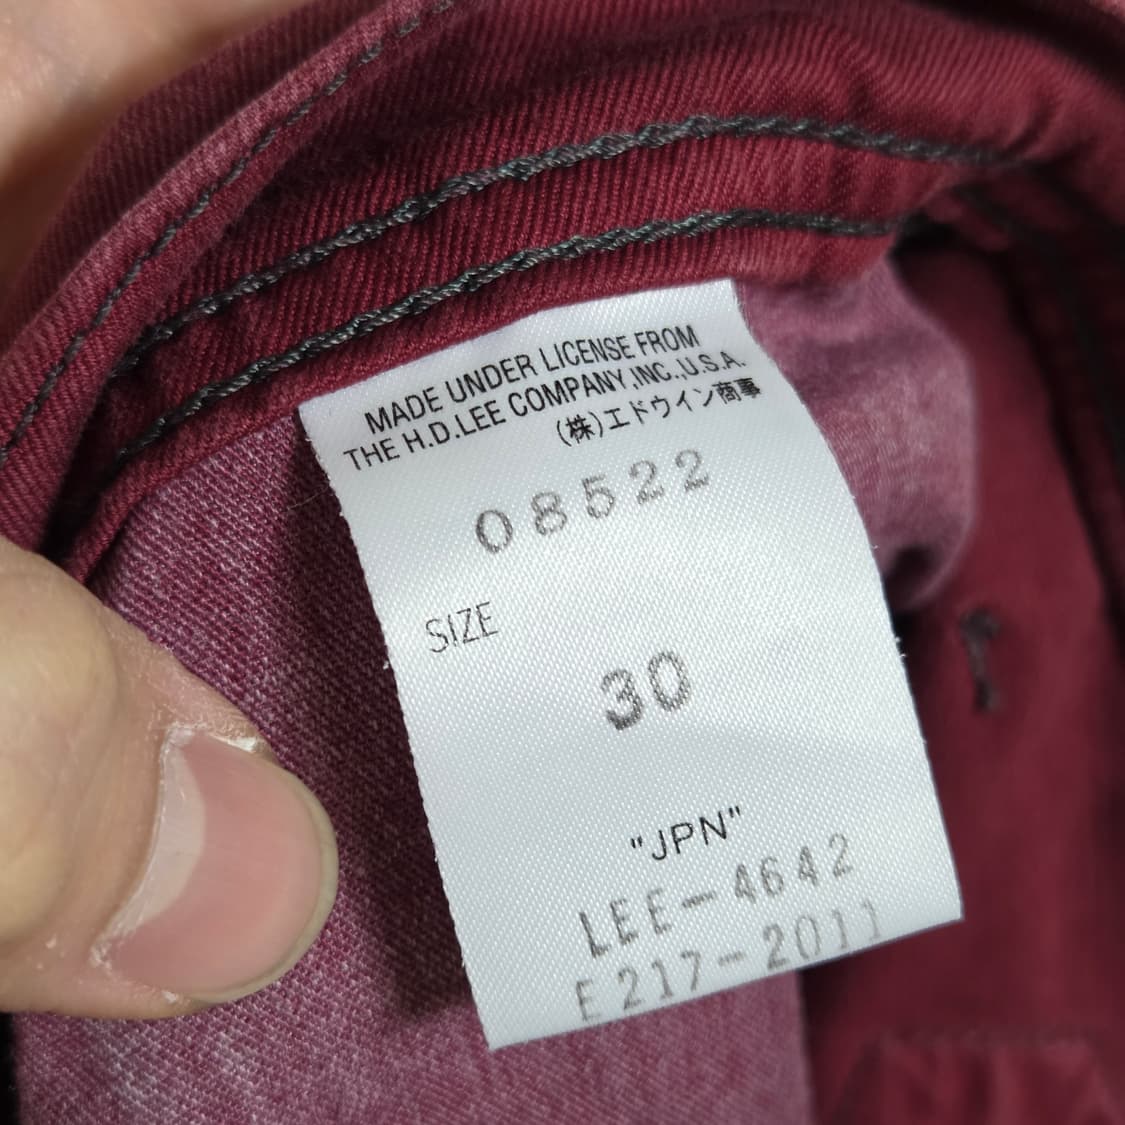 MADE UNDER LICENSE FROM
THE H.D.LEE COMPANY,INC.,U.S.A.
(株)エドウイン商事
08522
SIZE
30
"JPN"
LEE-4642
E217-2011